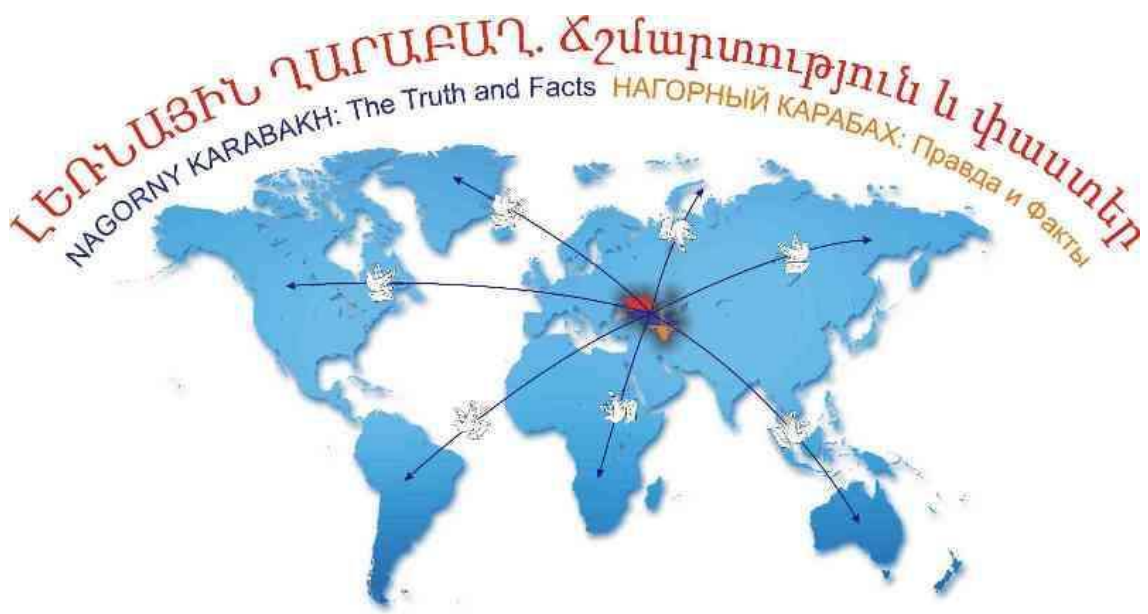 ԼԵՌՆԱՅԻՆ ՂԱՐԱԲԱՂ. Ճշմարտություն և փաստեր
NAGORNY KARABAKH: The Truth and Facts НАГОРНЫЙ КАРАБАХ: Правда и Факты